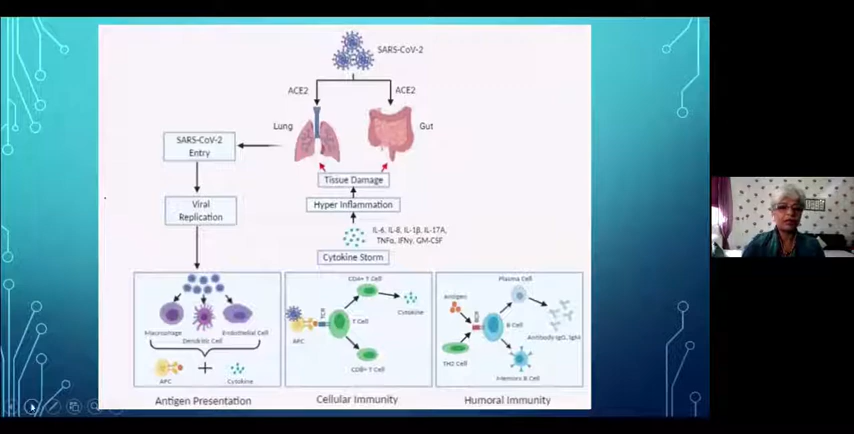 SARS-CoV-2
ACE2
ACE2
Lung
Gut
SARS-CoV-2
Entry
Tissue Damage
Viral
Replication
Hyper Inflammation
IL-6, IL-8, IL-1β, IL-17A,
TNFα, IFNγ, GM-CSF
Cytokine Storm
Macrophage
Dendritic Cell
Endothelial Cell
APC
+
Cytokine
Antigen Presentation
CD4+ T Cell
Cytokine
TCR
T Cell
APC
CD8+ T Cell
Cellular Immunity
Plasma Cell
Antigen
BCR
B Cell
Antibody-IgG, IgM
TH2 Cell
Memory B Cell
Humoral Immunity